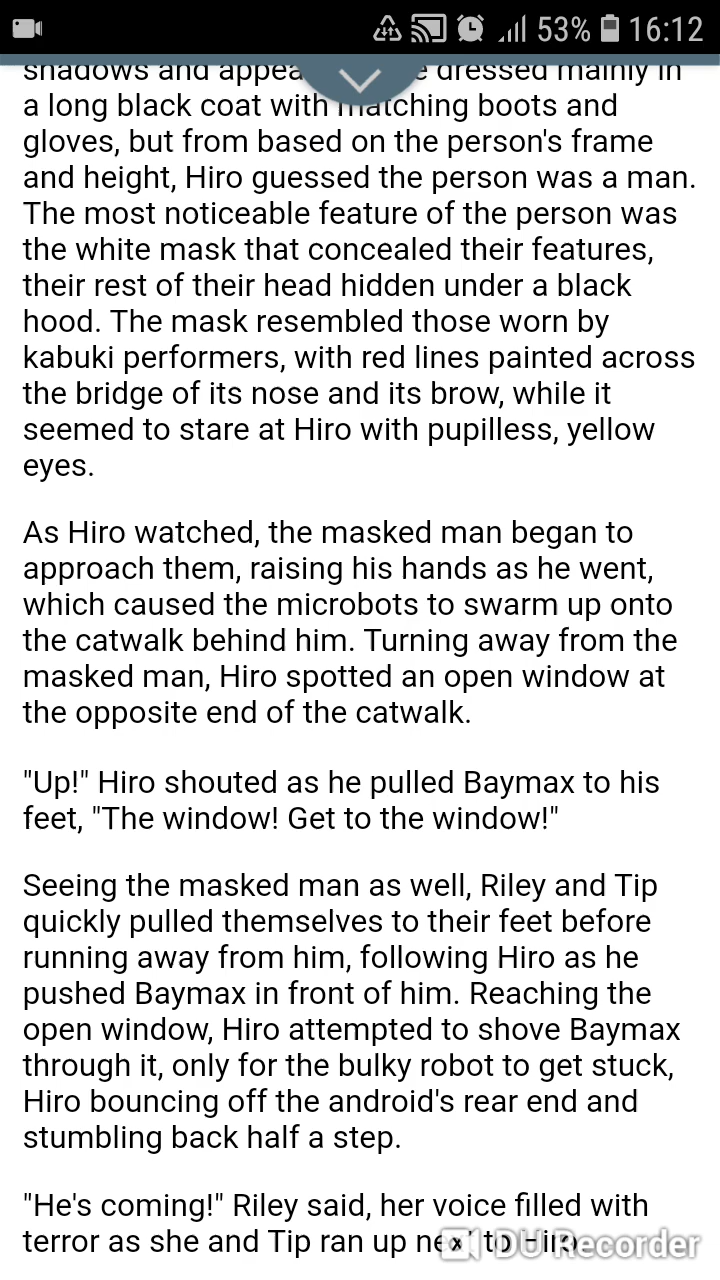 53% 16:12
shadows and appea e dressed mainly in
a long black coat with matching boots and
gloves, but from based on the person's frame
and height, Hiro guessed the person was a man.
The most noticeable feature of the person was
the white mask that concealed their features,
their rest of their head hidden under a black
hood. The mask resembled those worn by
kabuki performers, with red lines painted across
the bridge of its nose and its brow, while it
seemed to stare at Hiro with pupilless, yellow
eyes.
As Hiro watched, the masked man began to
approach them, raising his hands as he went,
which caused the microbots to swarm up onto
the catwalk behind him. Turning away from the
masked man, Hiro spotted an open window at
the opposite end of the catwalk.
"Up!" Hiro shouted as he pulled Baymax to his
feet, "The window! Get to the window!"
Seeing the masked man as well, Riley and Tip
quickly pulled themselves to their feet before
running away from him, following Hiro as he
pushed Baymax in front of him. Reaching the
open window, Hiro attempted to shove Baymax
through it, only for the bulky robot to get stuck,
Hiro bouncing off the android's rear end and
stumbling back half a step.
"He's coming!" Riley said, her voice filled with
terror as she and Tip ran up next to Hiro.
DU Recorder